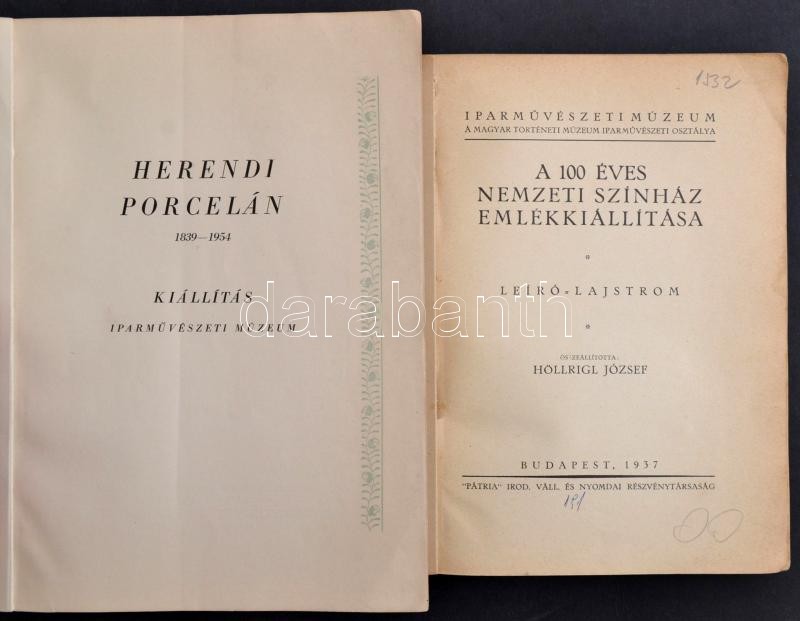 HERENDI
PORCELÁN
1839—1954
KIÁLLÍTÁS
IPARMŰVÉSZETI MÚZEUM
1532
IPARMŰVÉSZETI MÚZEUM
A MAGYAR TÖRTÉNETI MÚZEUM IPARMŰVÉSZETI OSZTÁLYA
A 100 ÉVES
NEMZETI SZÍNHÁZ
EMLÉKKIÁLLÍTÁSA
*
LEÍRÓ-LAJSTROM
*
ÖSSZEÁLLÍTOTTA:
HÖLLRIGL JÓZSEF
BUDAPEST, 1937
"PÁTRIA" IROD. VÁLL. ÉS NYOMDAI RÉSZVÉNYTÁRSASÁG
darabanth